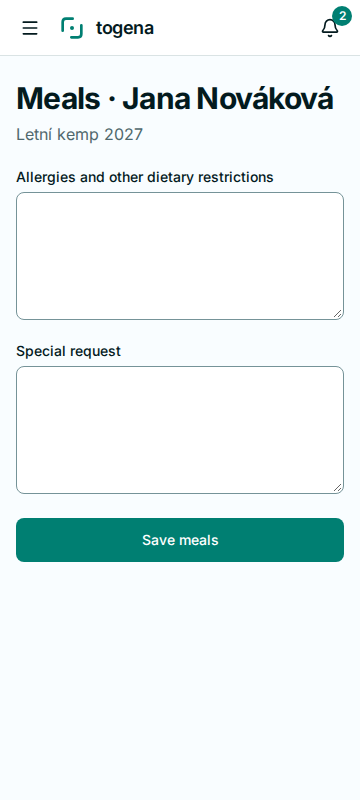 togena
2
Meals · Jana Nováková
Letní kemp 2027
Allergies and other dietary restrictions
Special request
Save meals